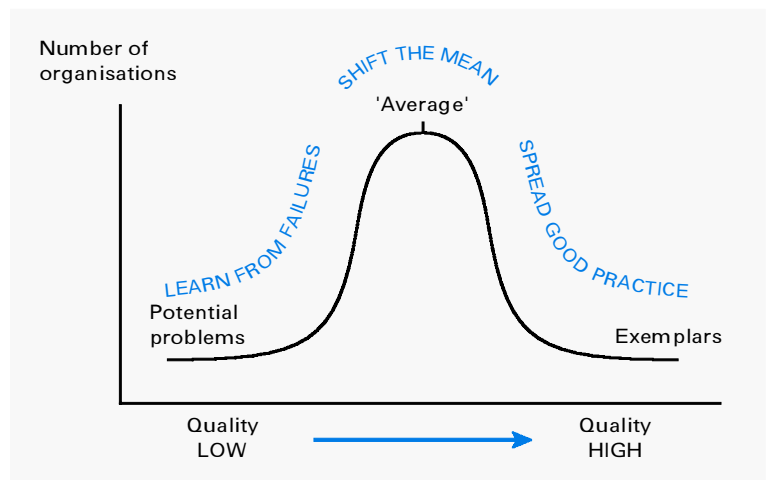 Number of
organisations
SHIFT THE MEAN
'Average'
LEARN FROM FAILURES
SPREAD GOOD PRACTICE
Potential
problems
Exemplars
Quality
LOW
Quality
HIGH